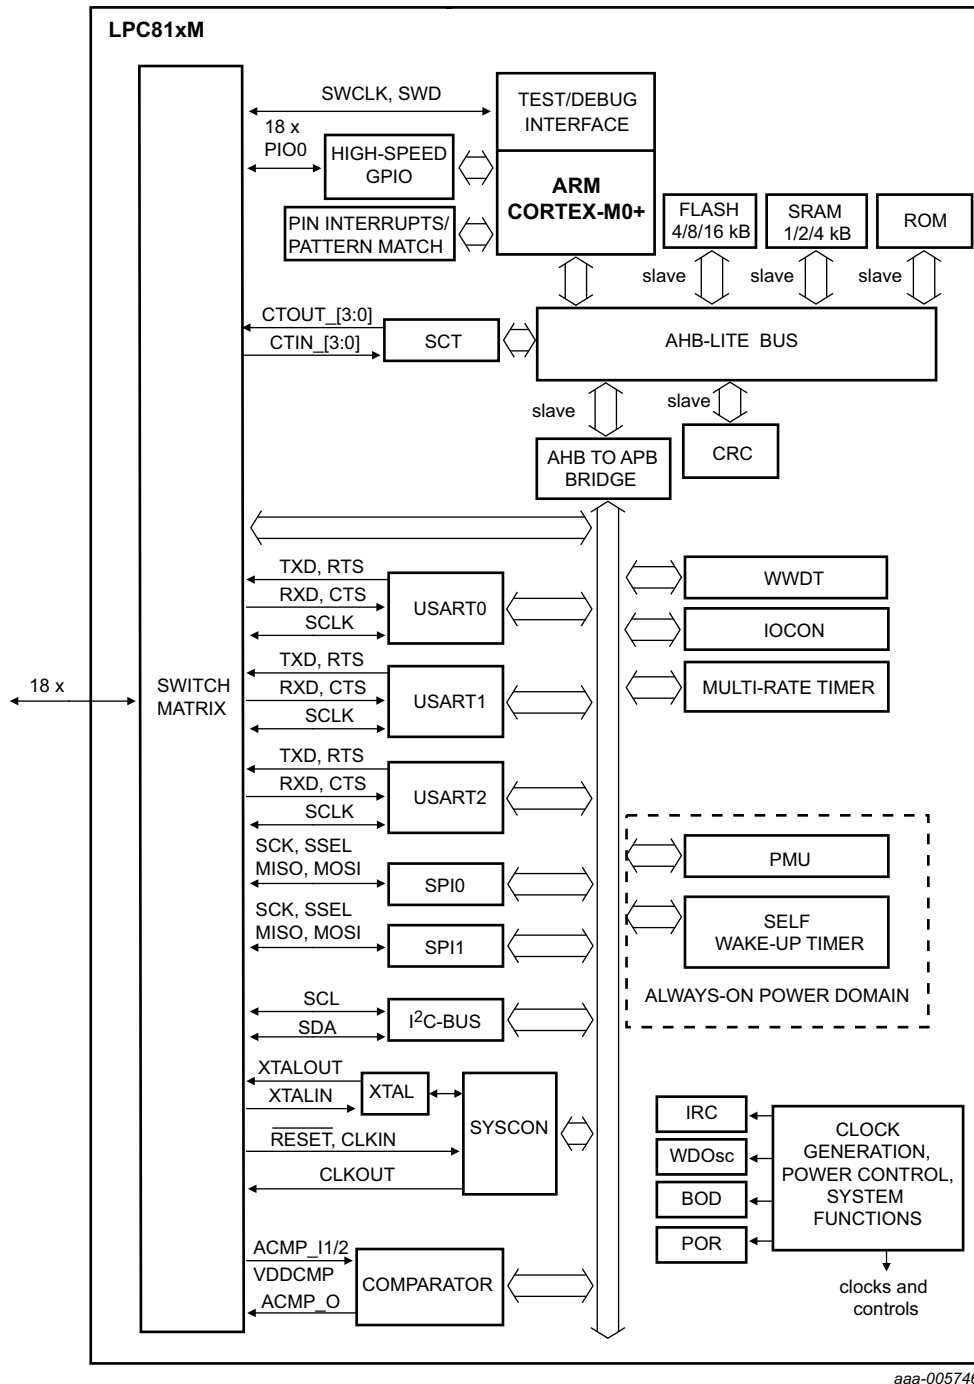 LPC81xM
SWCLK, SWD
TEST/DEBUG
INTERFACE
18 x
PIO0
HIGH-SPEED
GPIO
ARM
CORTEX-M0+
PIN INTERRUPTS/
PATTERN MATCH
FLASH
4/8/16 kB
SRAM
1/2/4 kB
ROM
slave
slave
slave
CTOUT_[3:0]
CTIN_[3:0]
SCT
AHB-LITE BUS
slave
slave
AHB TO APB
BRIDGE
CRC
TXD, RTS
RXD, CTS
SCLK
USART0
WWDT
IOCON
TXD, RTS
RXD, CTS
SCLK
USART1
MULTI-RATE TIMER
18 x
SWITCH
MATRIX
TXD, RTS
RXD, CTS
SCLK
USART2
SCK, SSEL
MISO, MOSI
SPI0
PMU
SCK, SSEL
MISO, MOSI
SPI1
SELF
WAKE-UP TIMER
ALWAYS-ON POWER DOMAIN
SCL
SDA
I²C-BUS
XTALOUT
XTALIN
XTAL
RESET, CLKIN
CLKOUT
SYSCON
IRC
WDOsc
BOD
POR
CLOCK
GENERATION,
POWER CONTROL,
SYSTEM
FUNCTIONS
clocks and
controls
ACMP_I1/2
VDDCMP
ACMP_O
COMPARATOR